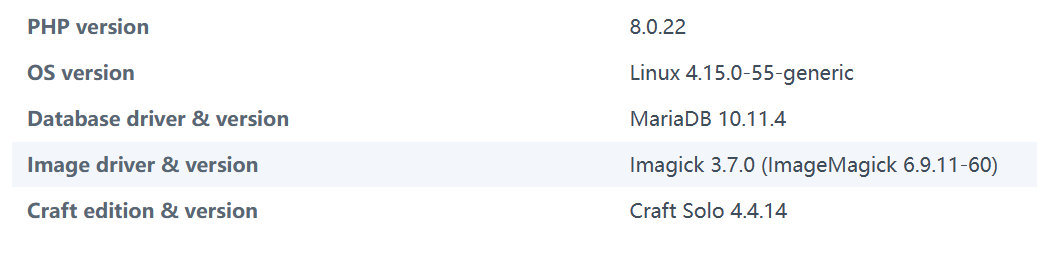 PHP version 8.0.22
OS version Linux 4.15.0-55-generic
Database driver & version MariaDB 10.11.4
Image driver & version Imagick 3.7.0 (ImageMagick 6.9.11-60)
Craft edition & version Craft Solo 4.4.14